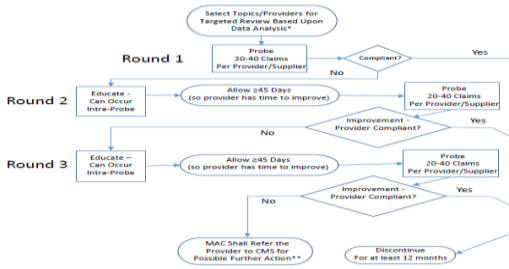 Select Topics/Providers for
Targeted Review Based Upon
Data Analysis*
Round 1
Probe
20-40 Claims
Per Provider/Supplier
Compliant?
Yes
No
Round 2
Educate -
Can Occur
Intra-Probe
Allow ≥45 Days
(so provider has time to improve)
Probe
20-40 Claims
Per Provider/Supplier
No
Improvement -
Provider Compliant?
Yes
Round 3
Educate –
Can Occur
Intra-Probe
Allow ≥45 Days
(so provider has time to improve)
Probe
20-40 Claims
Per Provider/Supplier
No
Improvement -
Provider Compliant?
Yes
MAC Shall Refer the
Provider to CMS for
Possible Further Action**
Discontinue
For at least 12 months